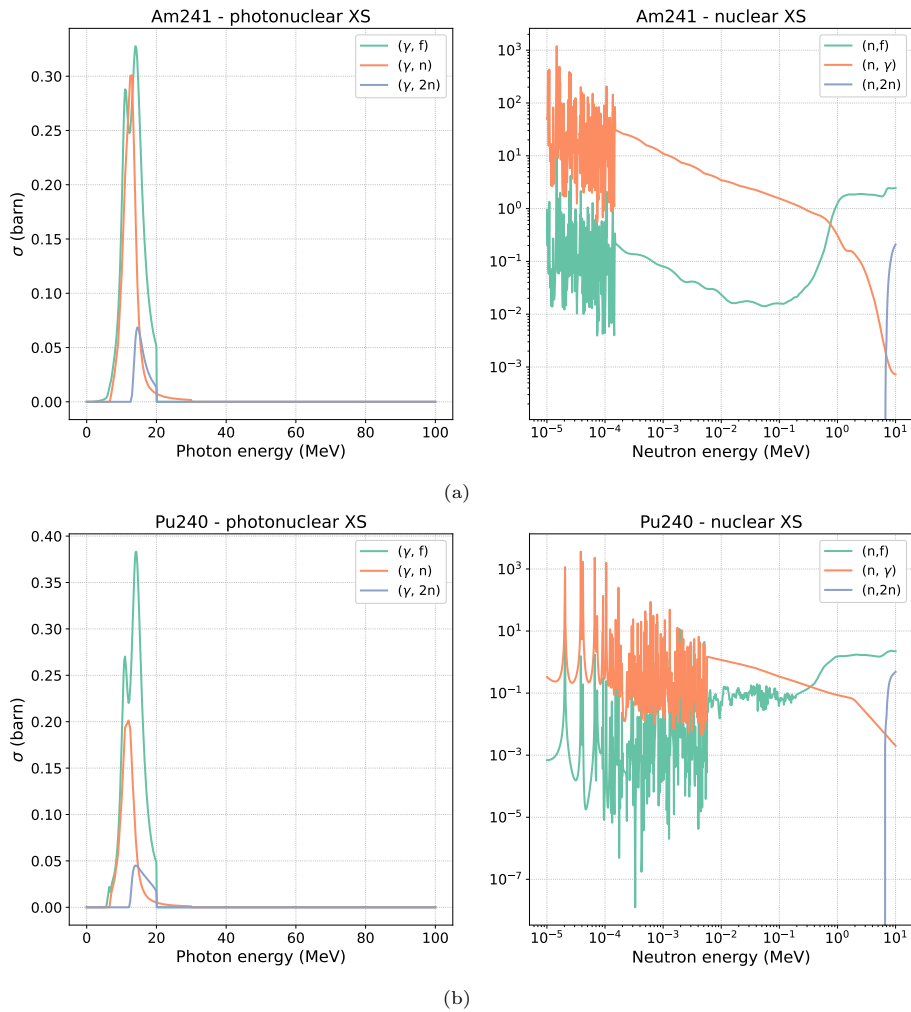 Am241 - photonuclear XS
σ (barn)
0.30
0.25
0.20
0.15
0.10
0.05
0.00
(γ, f)
(γ, n)
(γ, 2n)
0 20 40 60 80 100
Photon energy (MeV)
Am241 - nuclear XS
10³
10²
10¹
10⁰
10⁻¹
10⁻²
10⁻³
(n,f)
(n, γ)
(n,2n)
10⁻⁵ 10⁻⁴ 10⁻³ 10⁻² 10⁻¹ 10⁰ 10¹
Neutron energy (MeV)
(a)
Pu240 - photonuclear XS
σ (barn)
0.40
0.35
0.30
0.25
0.20
0.15
0.10
0.05
0.00
(γ, f)
(γ, n)
(γ, 2n)
0 20 40 60 80 100
Photon energy (MeV)
Pu240 - nuclear XS
10³
10¹
10⁻¹
10⁻³
10⁻⁵
10⁻⁷
(n,f)
(n, γ)
(n,2n)
10⁻⁵ 10⁻⁴ 10⁻³ 10⁻² 10⁻¹ 10⁰ 10¹
Neutron energy (MeV)
(b)